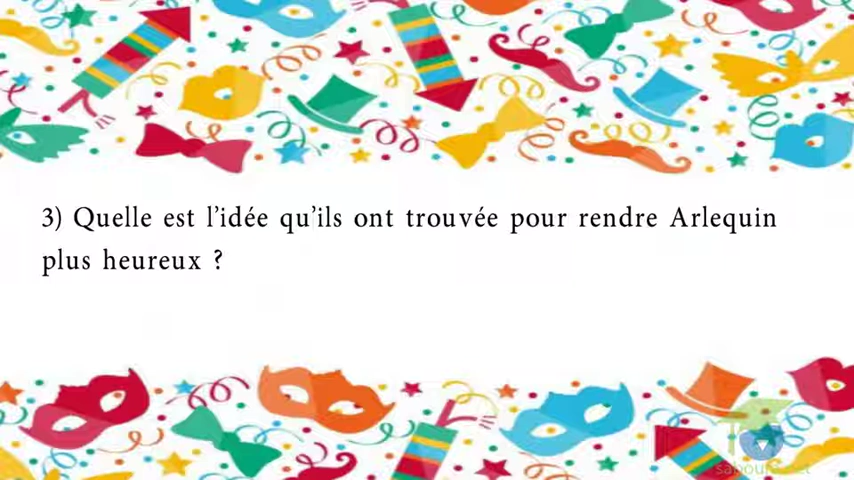 3) Quelle est l'idée qu'ils ont trouvée pour rendre Arlequin
plus heureux ?